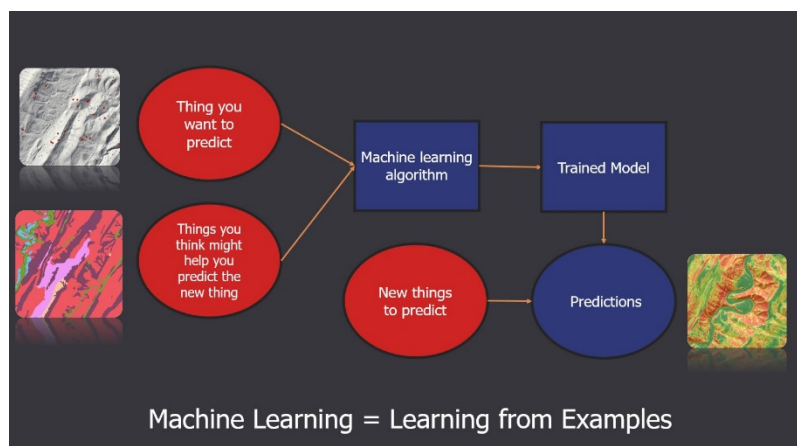 Thing you
want to
predict
Machine learning
algorithm
Trained Model
Things you
think might
help you
predict the
new thing
New things
to predict
Predictions
Machine Learning = Learning from Examples